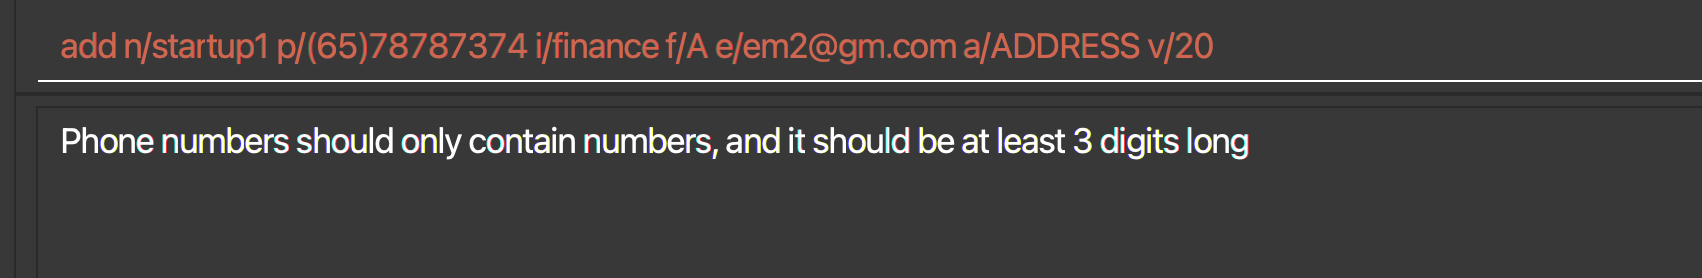 add n/startup1 p/(65)78787374 i/finance f/A e/em2@gm.com a/ADDRESS v/20
Phone numbers should only contain numbers, and it should be at least 3 digits long